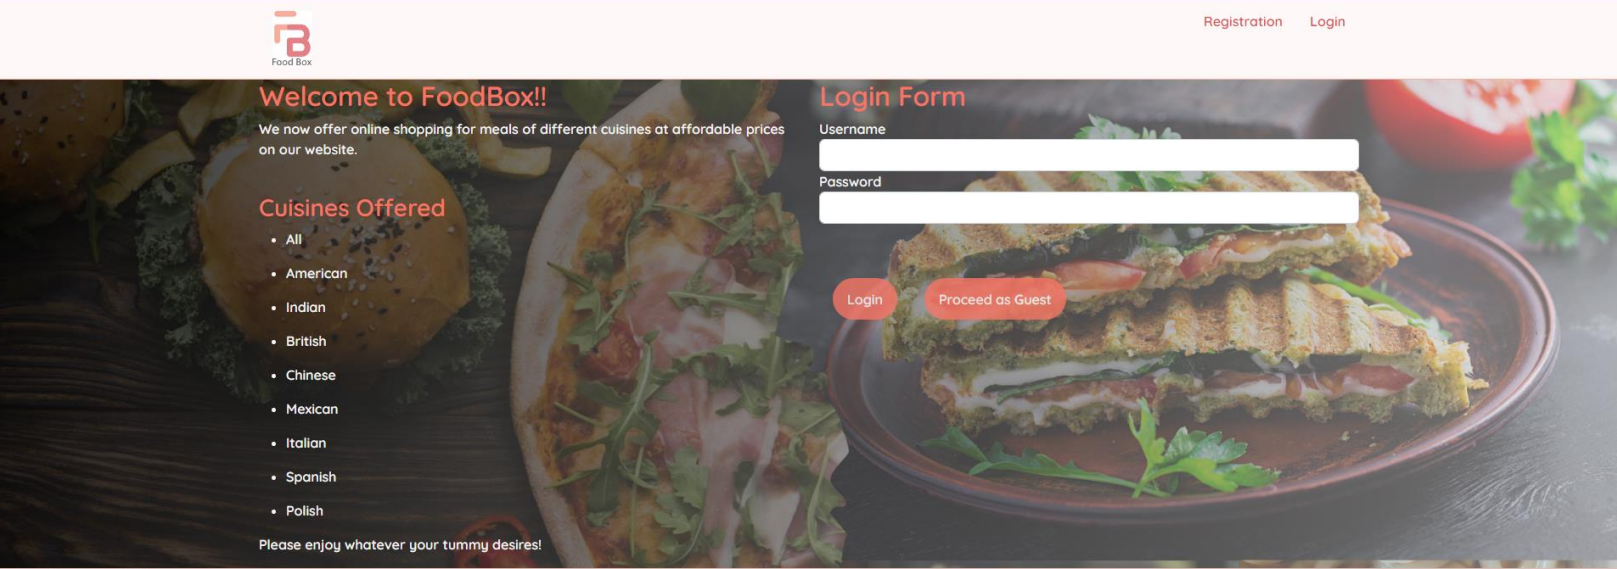 Food Box
Registration
Login
Welcome to FoodBox!!
We now offer online shopping for meals of different cuisines at affordable prices
on our website.
Cuisines Offered
All
American
Indian
British
Chinese
Mexican
Italian
Spanish
Polish
Please enjoy whatever your tummy desires!
Login Form
Username
Password
Login
Proceed as Guest